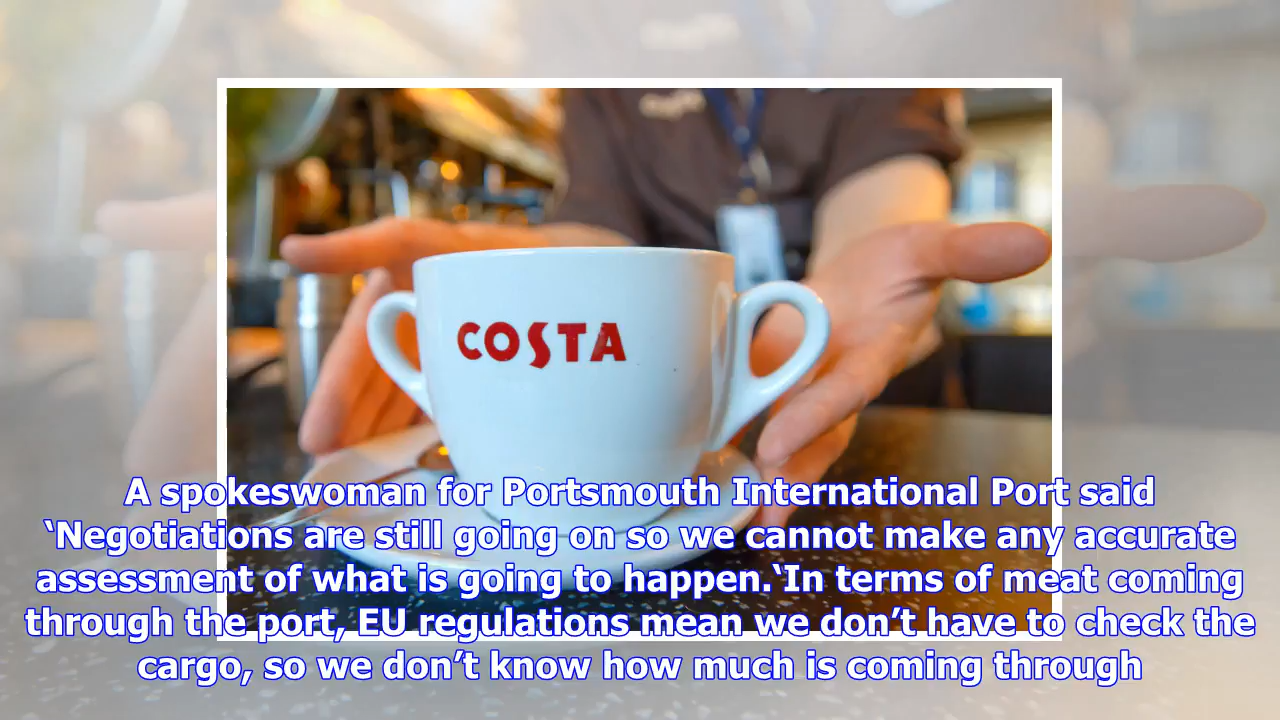 COSTA
A spokeswoman for Portsmouth International Port said
‘Negotiations are still going on so we cannot make any accurate
assessment of what is going to happen.‘In terms of meat coming
through the port, EU regulations mean we don’t have to check the
cargo, so we don’t know how much is coming through